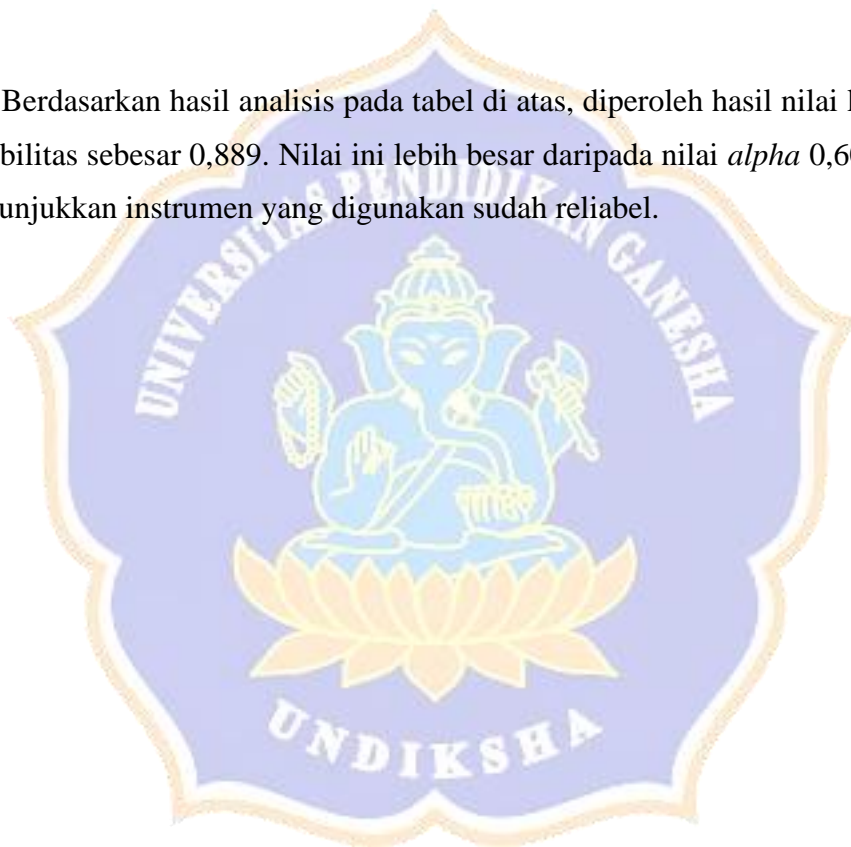 Berdasarkan hasil analisis pada tabel di atas, diperoleh hasil nilai
bilitas sebesar 0,889. Nilai ini lebih besar daripada nilai alpha 0,60
unjukkan instrumen yang digunakan sudah reliabel.
UNIVERSITAS PENDIDIKAN GANESHA
UNDIKSHA